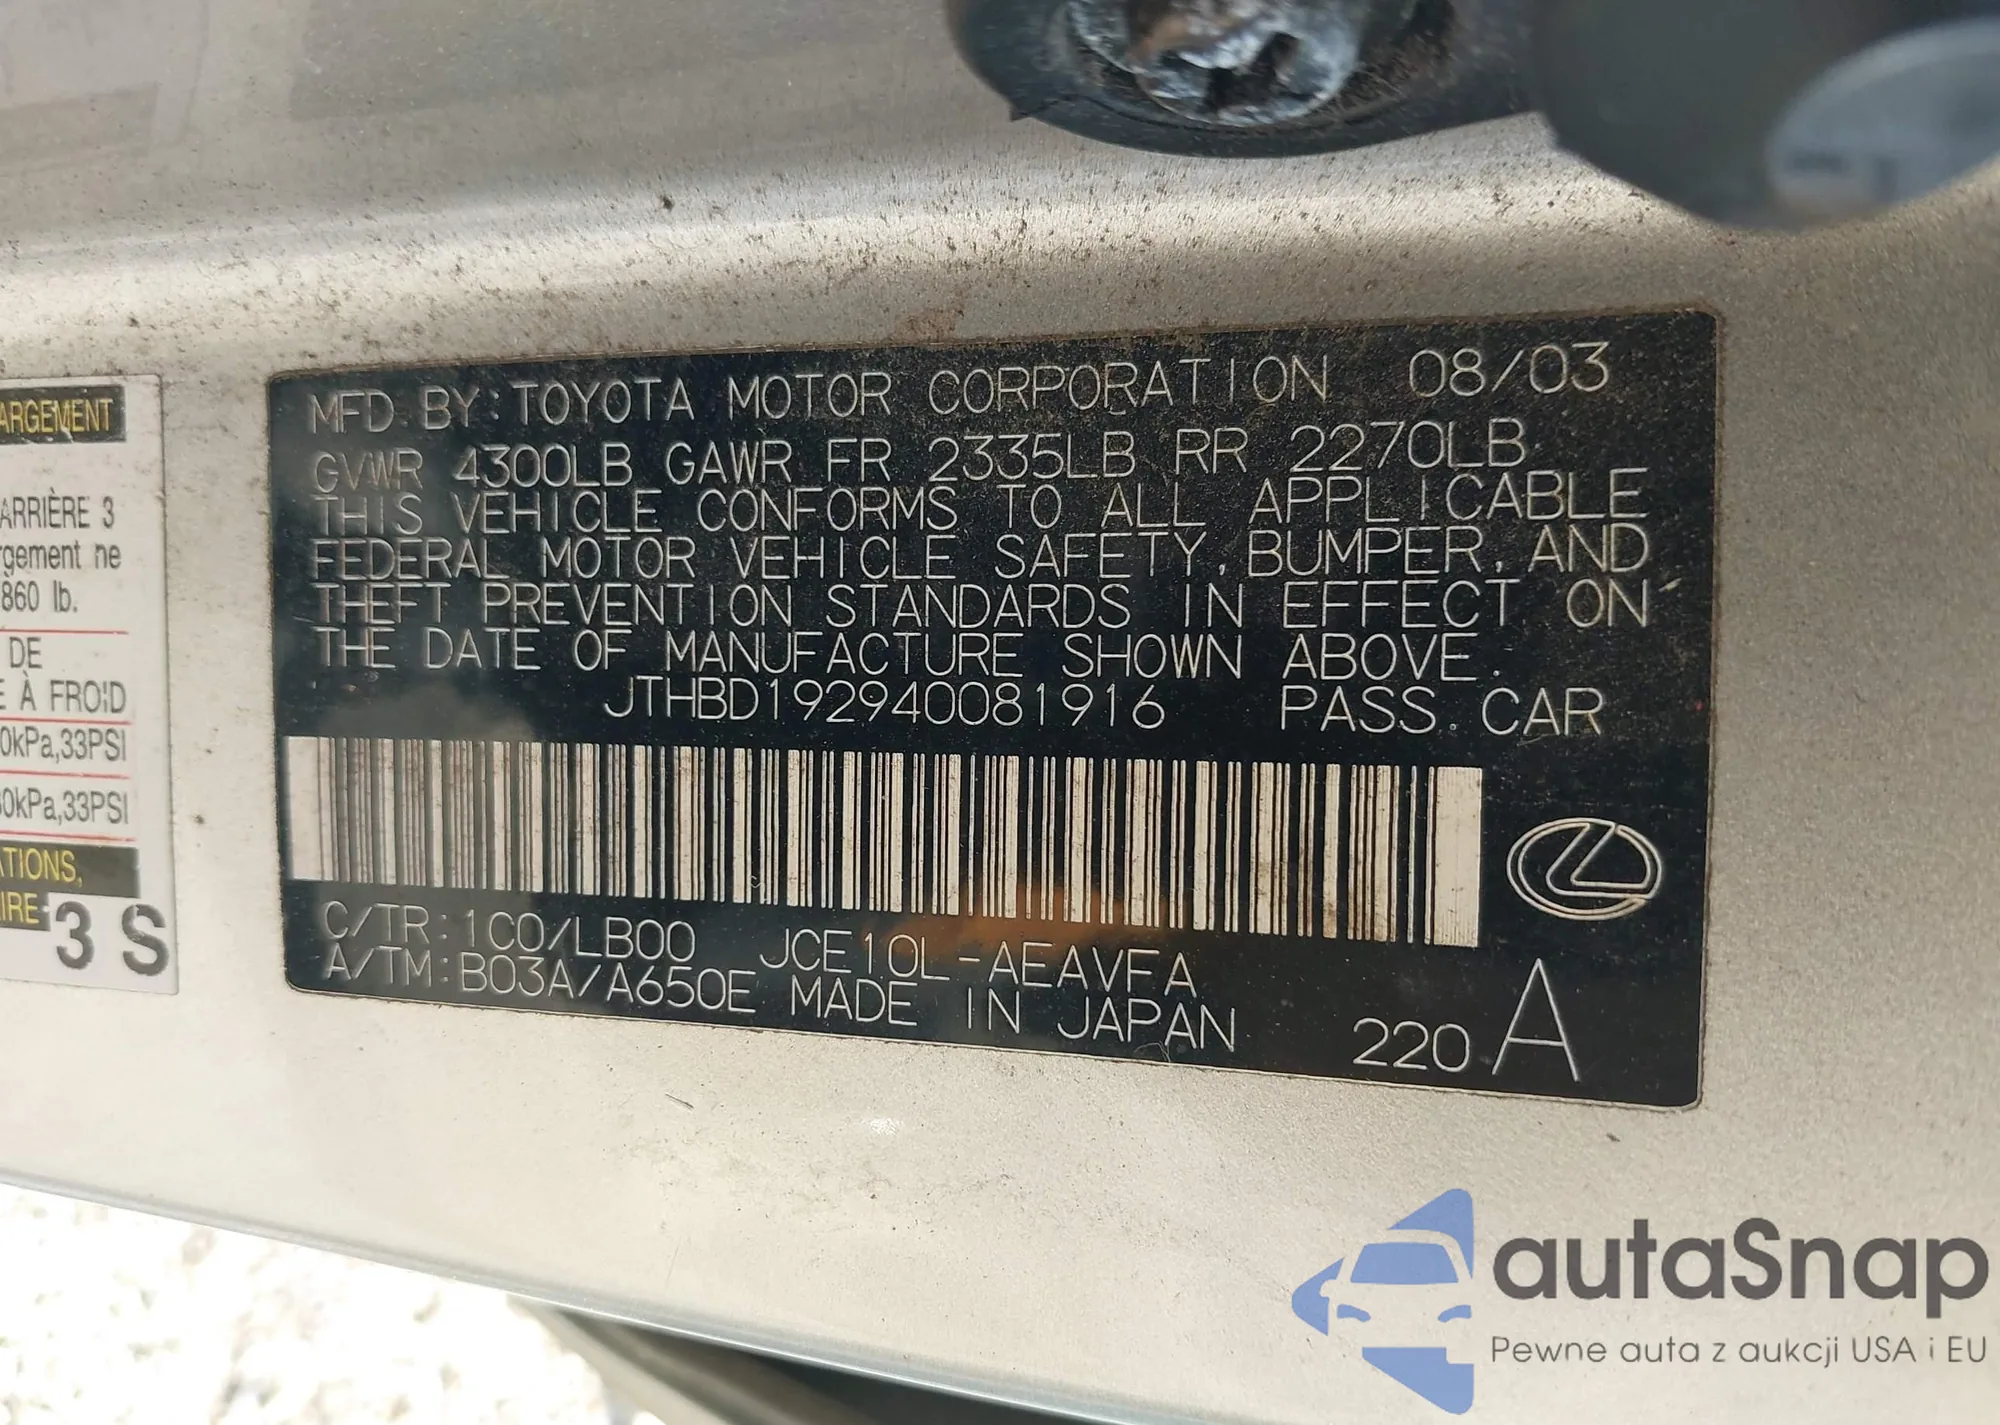 ARGEMENT
ARRIÈRE 3
rgement ne
860 lb.
DE
E À FROID
0kPa,33PSI
30kPa,33PSI
TIONS,
IRE
3 S
MFD. BY: TOYOTA MOTOR CORPORATION 08/03
GVWR 4300LB GAWR FR 2335LB RR 2270LB
THIS VEHICLE CONFORMS TO ALL APPLICABLE
FEDERAL MOTOR VEHICLE SAFETY, BUMPER, AND
THEFT PREVENTION STANDARDS IN EFFECT ON
THE DATE OF MANUFACTURE SHOWN ABOVE.
JTHBD192940081916 PASS. CAR
C/TR: 1C0/LB00 JCE10L-AEAVFA
A/TM: B03A/A650E MADE IN JAPAN 220 A
autaSnap
Pewne auta z aukcji USA i EU